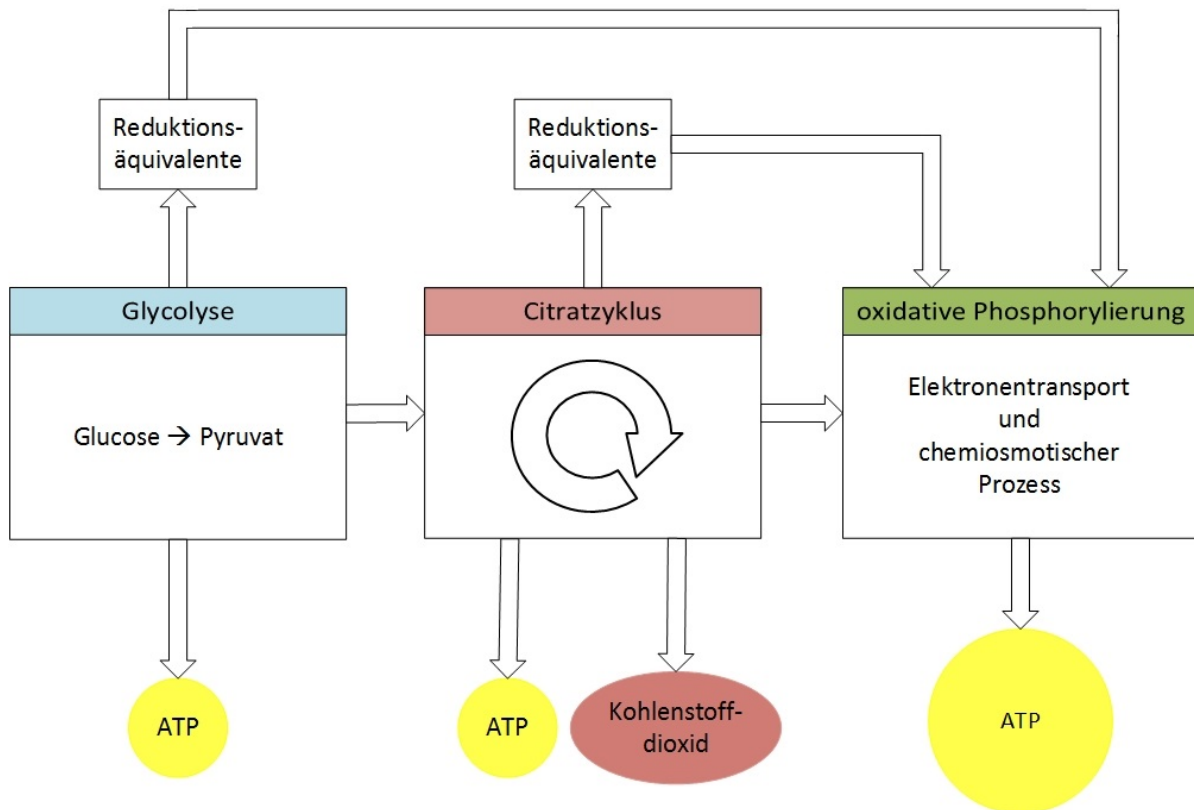 Reduktions-
äquivalente
Reduktions-
äquivalente
Glycolyse
Citratzyklus
oxidative Phosphorylierung
Glucose → Pyruvat
Elektronentransport
und
chemiosmotischer
Prozess
ATP
ATP
Kohlenstoff-
dioxid
ATP